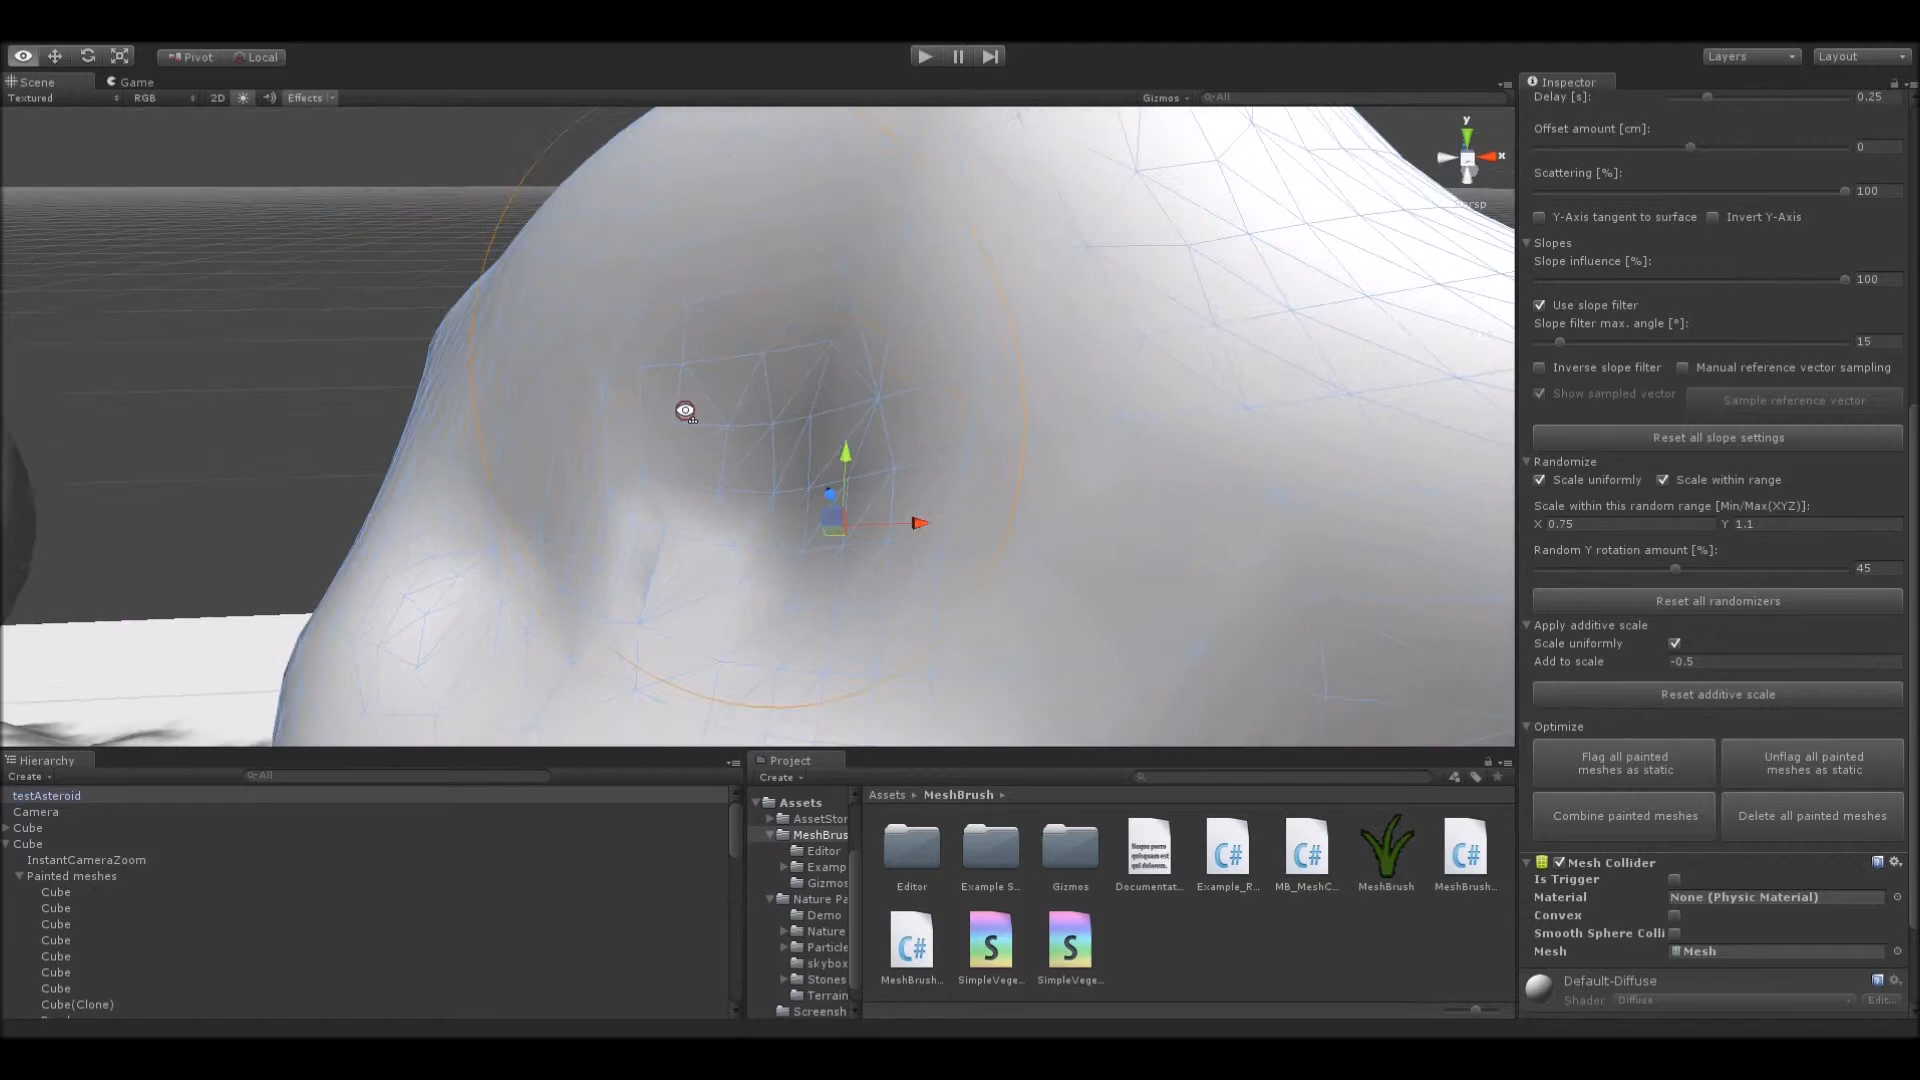 Pivot Local
Layers Layout
Scene Game
Inspector
Textured RGB 2D Effects Gizmos All
Delay [s]: 0.25
Offset amount [cm]:
0
Scattering [%]:
100
Y-Axis tangent to surface Invert Y-Axis
Slopes
Slope influence [%]:
100
Use slope filter
Slope filter max. angle [°]:
15
Inverse slope filter Manual reference vector sampling
Show sampled vector Sample reference vector
Reset all slope settings
Randomize
Scale uniformly Scale within range
Scale within this random range [Min/Max(XYZ)]:
X 0.75 Y 1.1
Random Y rotation amount [%]:
45
Reset all randomizers
Apply additive scale
Scale uniformly
Add to scale -0.5
Reset additive scale
Optimize
Flag all painted meshes as static
Unflag all painted meshes as static
Combine painted meshes
Delete all painted meshes
Mesh Collider
Is Trigger
Material None (Physic Material)
Convex
Smooth Sphere Colli
Mesh Mesh
Default-Diffuse
Shader Diffuse Edit...
y
x
Hierarchy
Create All
testAsteroid
Camera
Cube
Cube
InstantCameraZoom
Painted meshes
Cube
Cube
Cube
Cube
Cube
Cube
Cube
Cube(Clone)
Project
Create
Assets
AssetStor
MeshBrus
Editor
Examp
Gizmos
Nature Pa
Demo
Nature
Particle
skybox
Stones
Terrain
Screensh
Assets MeshBrush
Editor
Example S...
Gizmos
Documentat...
Example_R...
MB_MeshC...
MeshBrush
MeshBrush...
MeshBrush...
SimpleVege...
SimpleVege...